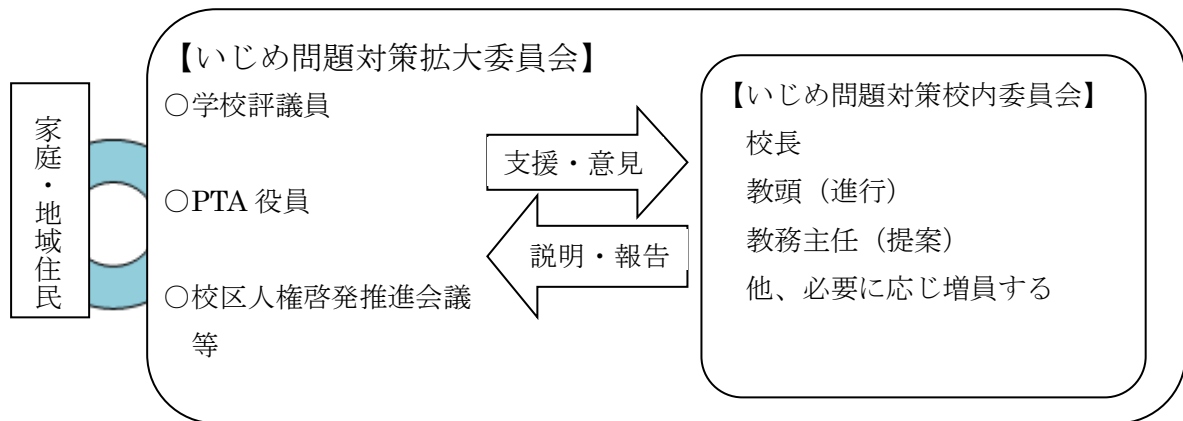 家庭・地域住民
【いじめ問題対策拡大委員会】
○学校評議員
○PTA 役員
○校区人権啓発推進会議
等
支援・意見
説明・報告
【いじめ問題対策校内委員会】
校長
教頭（進行）
教務主任（提案）
他、必要に応じ増員する